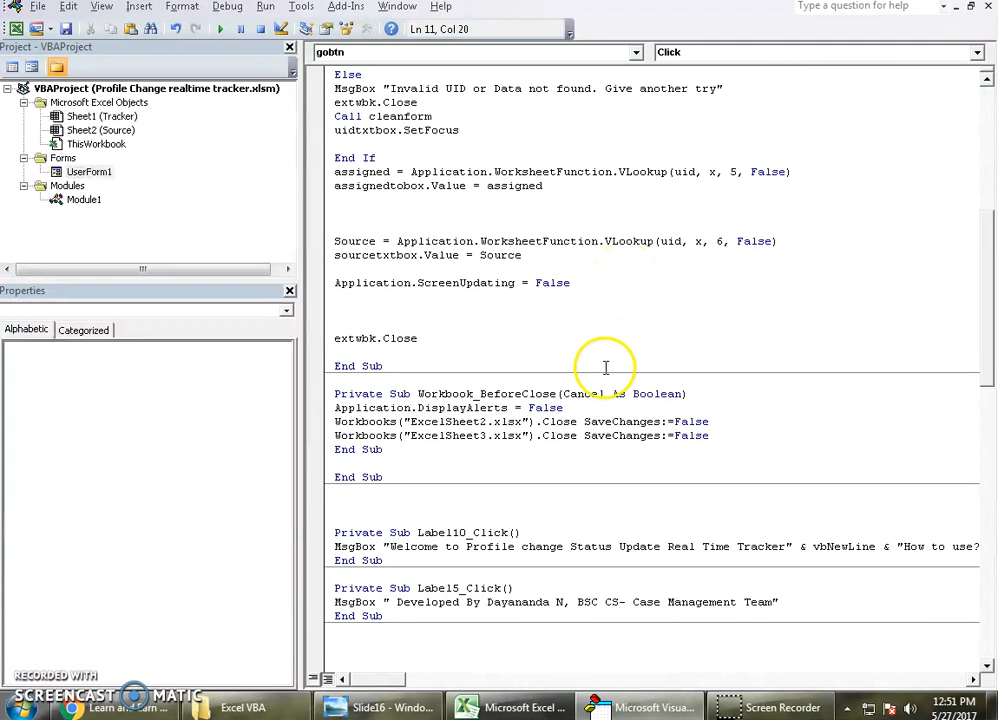 File Edit View Insert Format Debug Run Tools Add-Ins Window Help Type a question for help
Ln 11, Col 20
Project - VBAProject
gobtn Click
VBAProject (Profile Change realtime tracker.xlsm)
Microsoft Excel Objects
Sheet1 (Tracker)
Sheet2 (Source)
ThisWorkbook
Forms
UserForm1
Modules
Module1
Properties
Alphabetic Categorized
Else
MsgBox "Invalid UID or Data not found. Give another try"
extwbk.Close
Call cleanform
uidtxtbox.SetFocus
End If
assigned = Application.WorksheetFunction.VLookup(uid, x, 5, False)
assignedtobox.Value = assigned
Source = Application.WorksheetFunction.VLookup(uid, x, 6, False)
sourcetxtbox.Value = Source
Application.ScreenUpdating = False
extwbk.Close
End Sub
Private Sub Workbook_BeforeClose(Cancel As Boolean)
Application.DisplayAlerts = False
Workbooks("ExcelSheet2.xlsx").Close SaveChanges:=False
Workbooks("ExcelSheet3.xlsx").Close SaveChanges:=False
End Sub
End Sub
Private Sub Label10_Click()
MsgBox "Welcome to Profile change Status Update Real Time Tracker" & vbNewLine & "How to use?
End Sub
Private Sub Label5_Click()
MsgBox " Developed By Dayananda N, BSC CS- Case Management Team"
End Sub
RECORDED WITH
SCREENCAST MATIC
Learn and earn ... Excel VBA Slide16 - Windo... Microsoft Excel ... Microsoft Visua... Screen Recorder
12:51 PM
5/27/2017